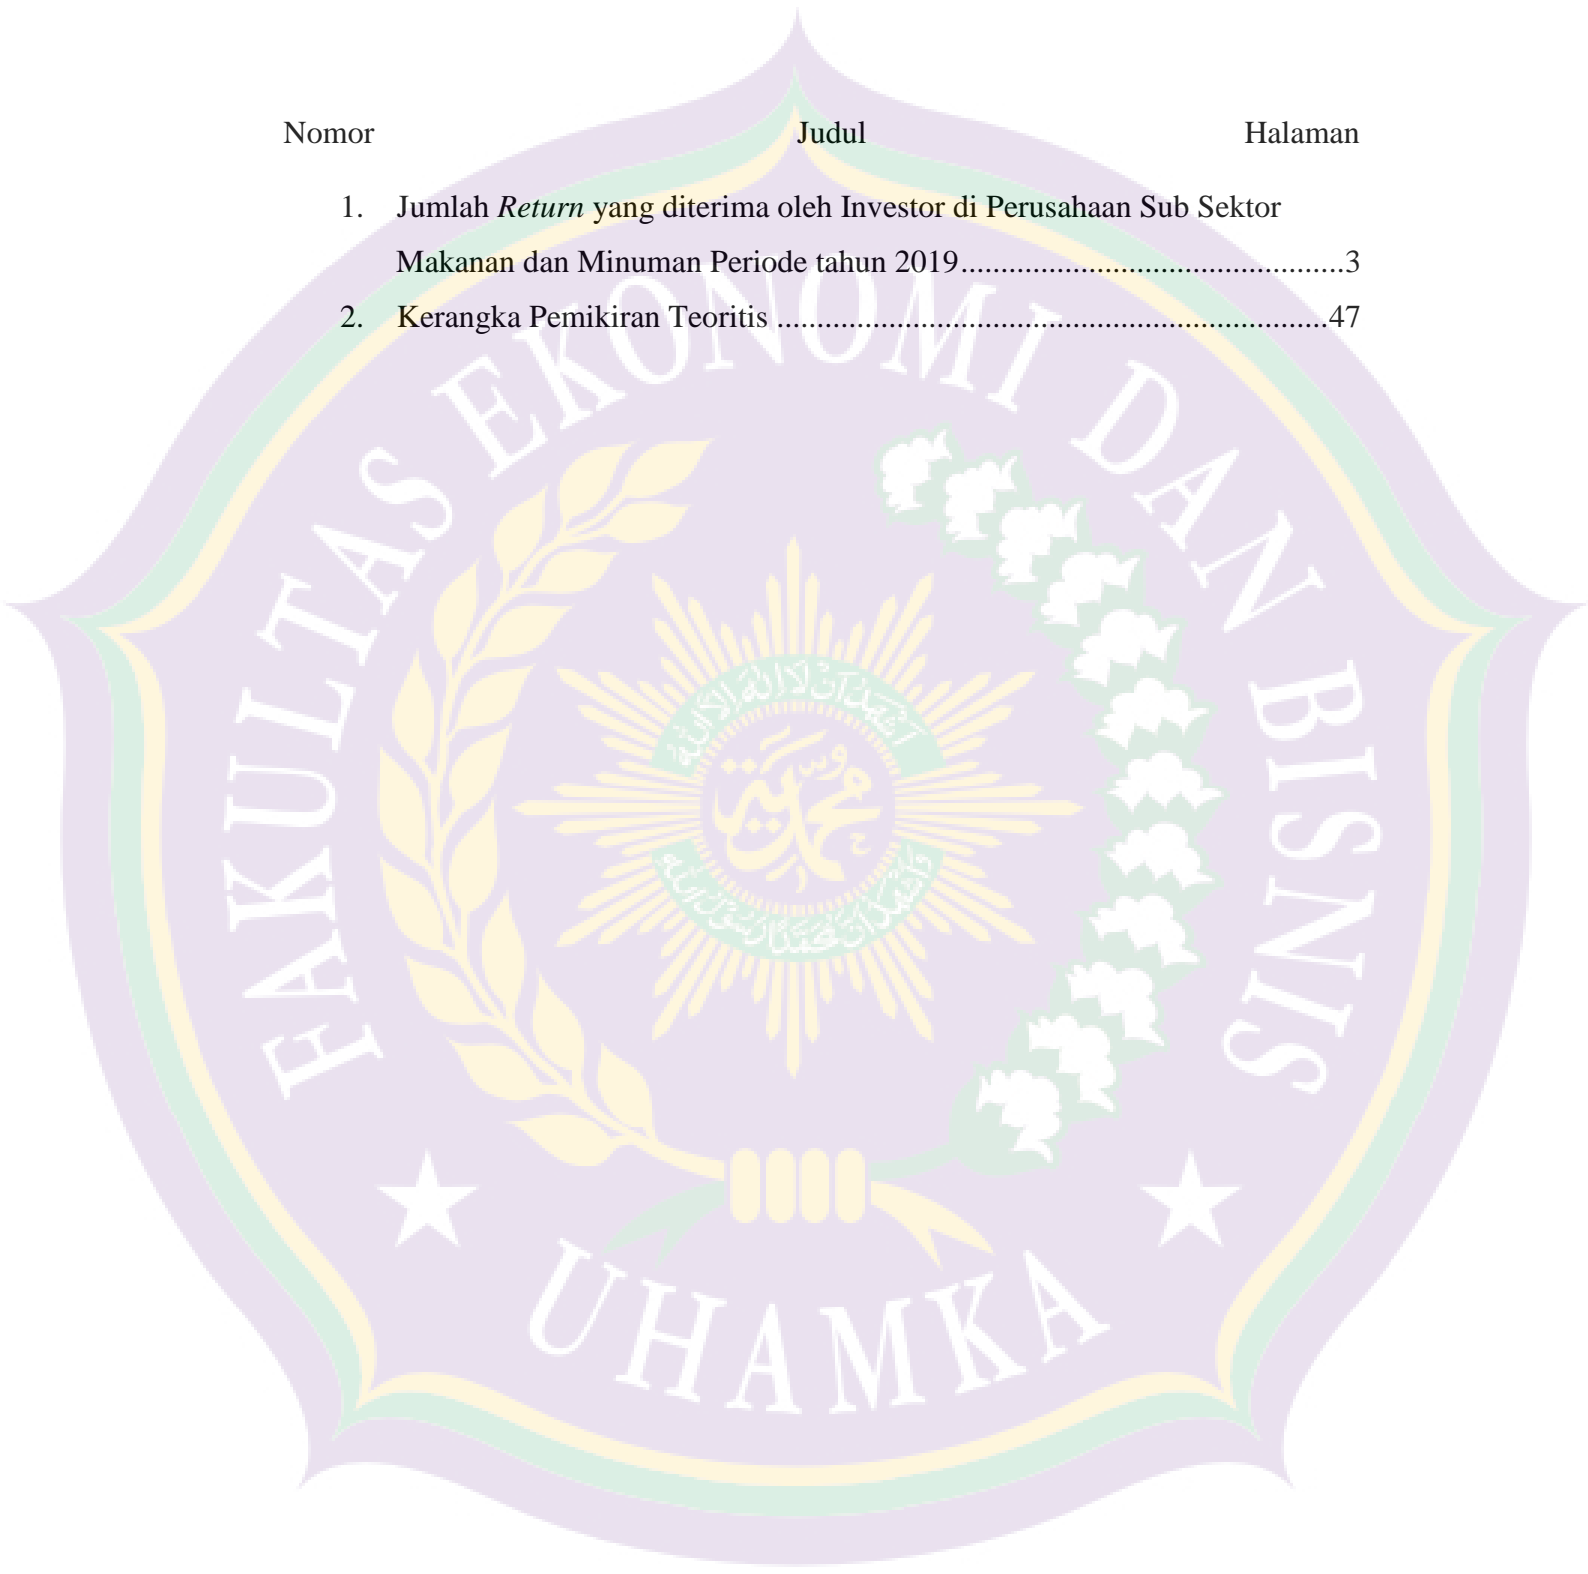 Nomor Judul Halaman
1. Jumlah Return yang diterima oleh Investor di Perusahaan Sub Sektor
Makanan dan Minuman Periode tahun 2019................................................3
2. Kerangka Pemikiran Teoritis .....................................................................47
FAKULTAS EKONOMI DAN BISNIS
محمدية
UHAMKA